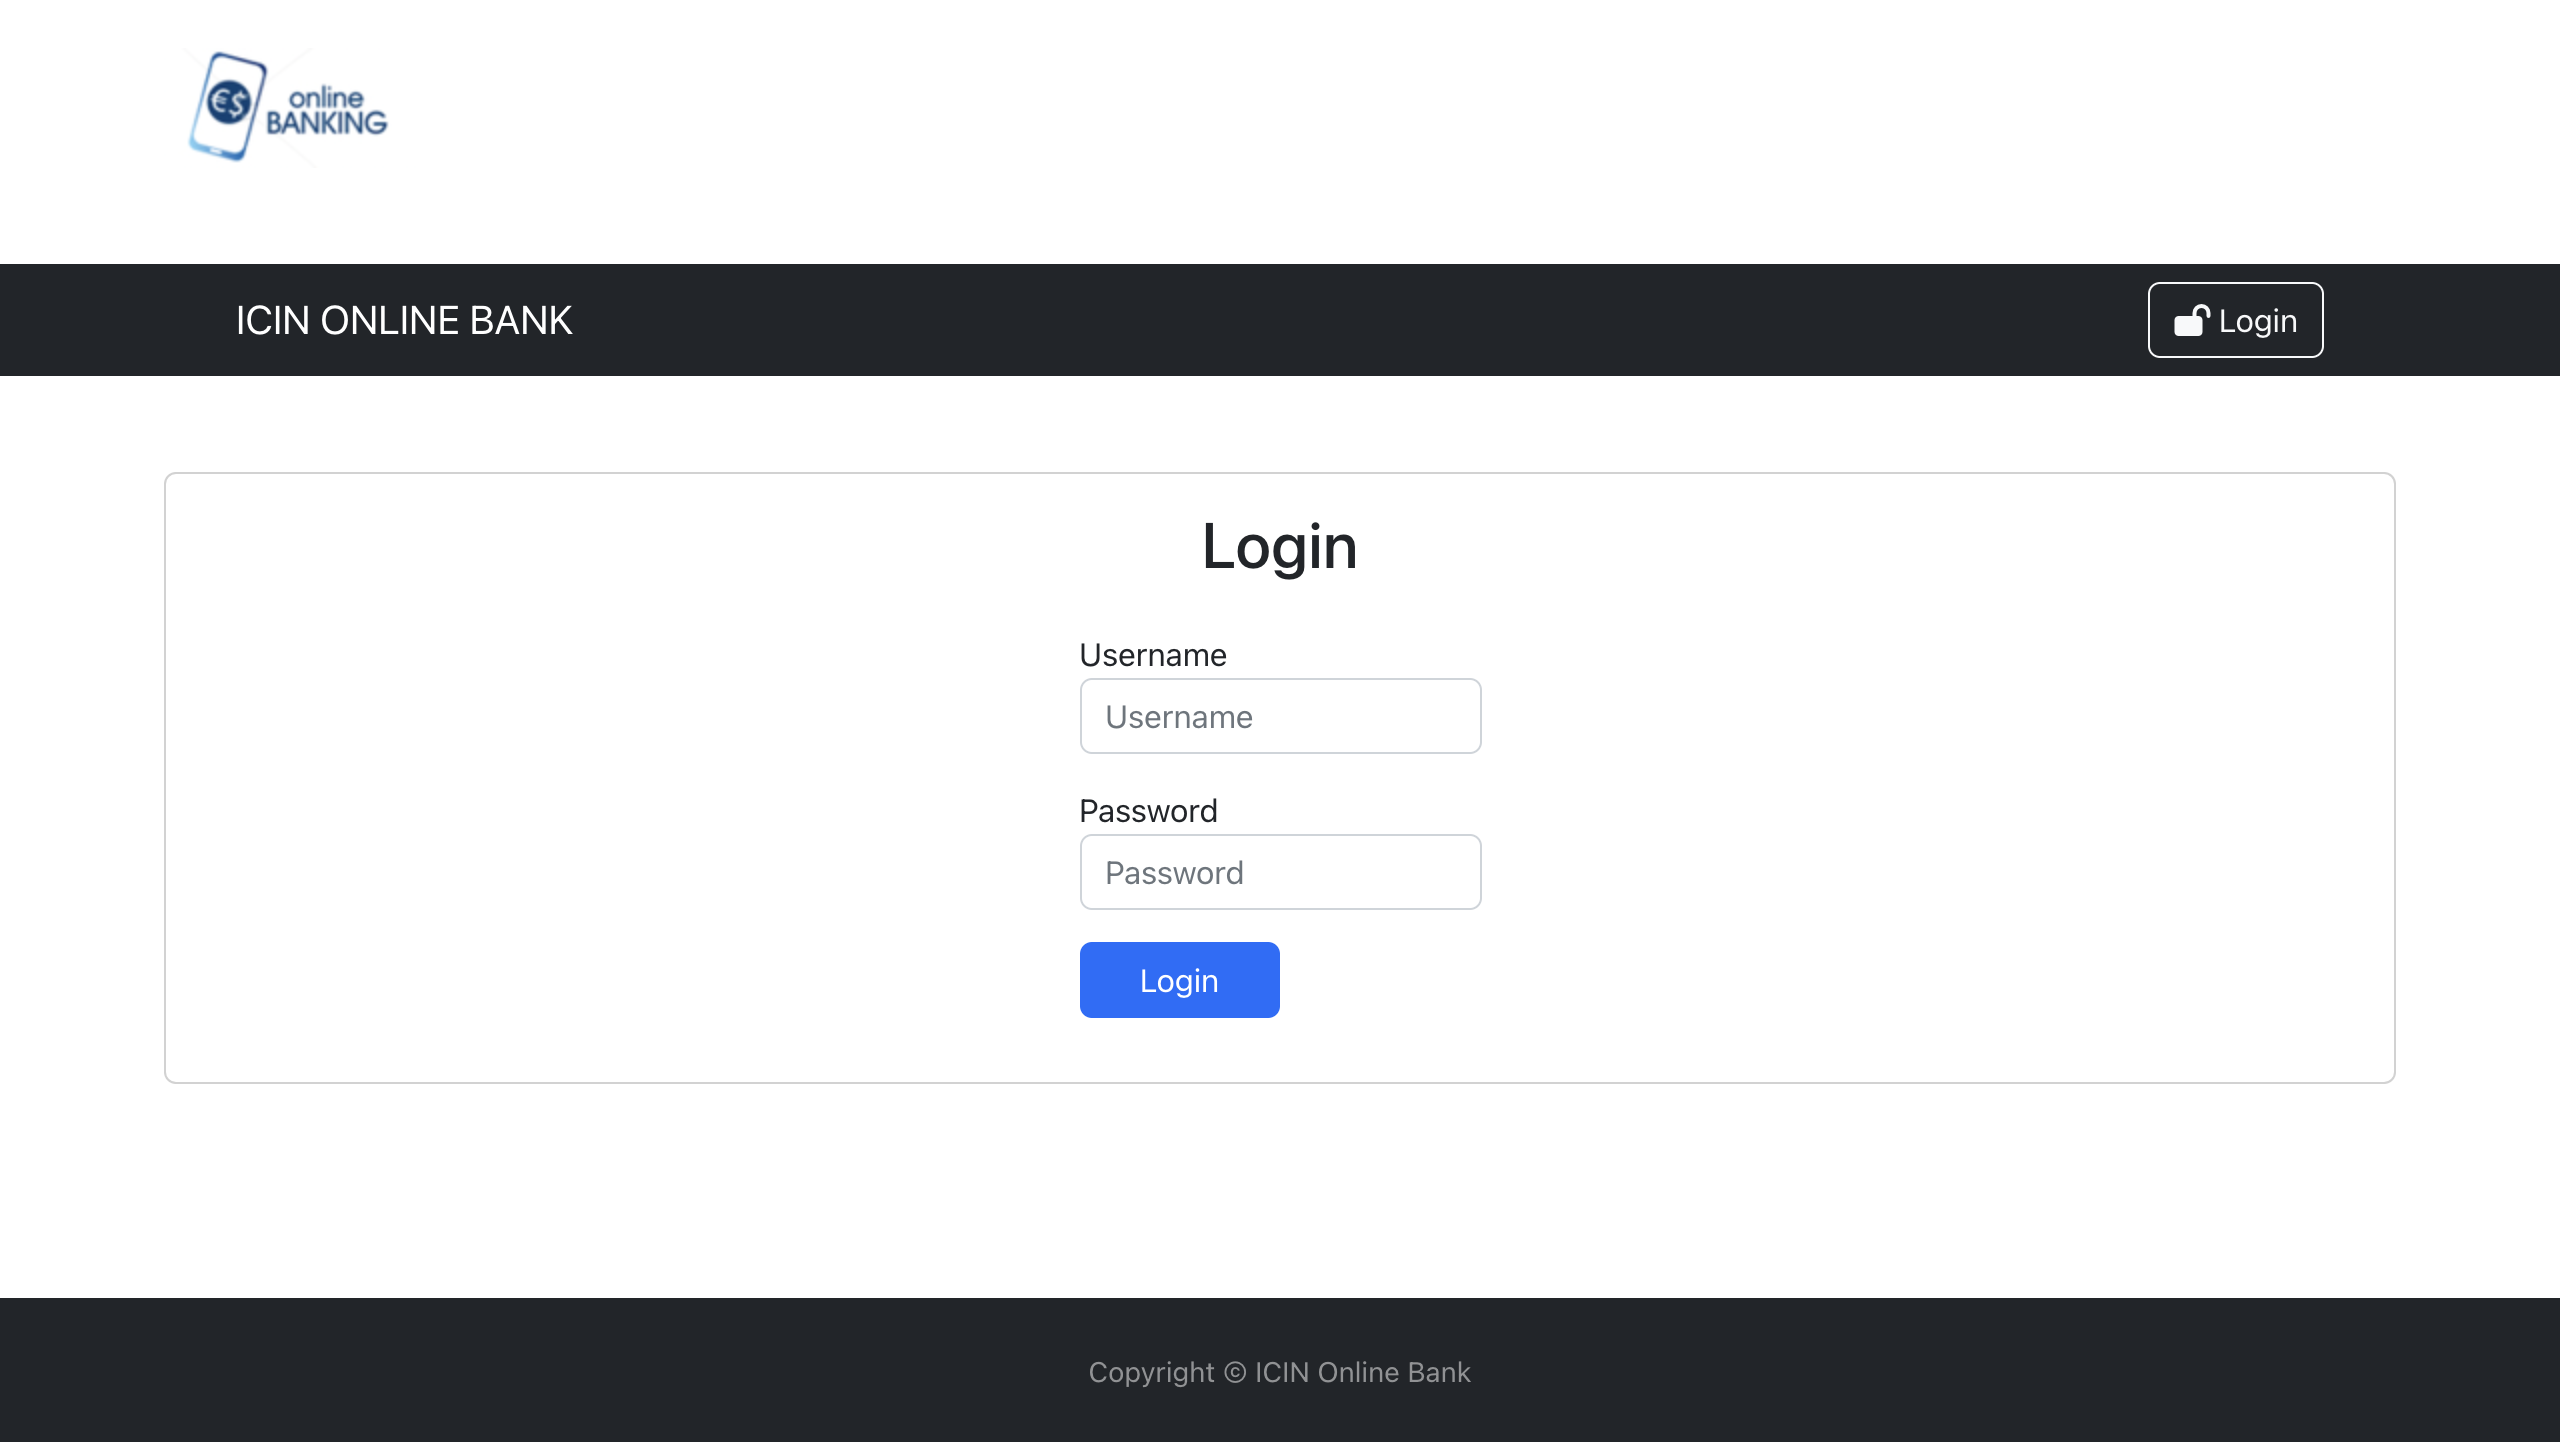 €$
online
BANKING
ICIN ONLINE BANK
Login
Login
Username
Username
Password
Password
Login
Copyright © ICIN Online Bank